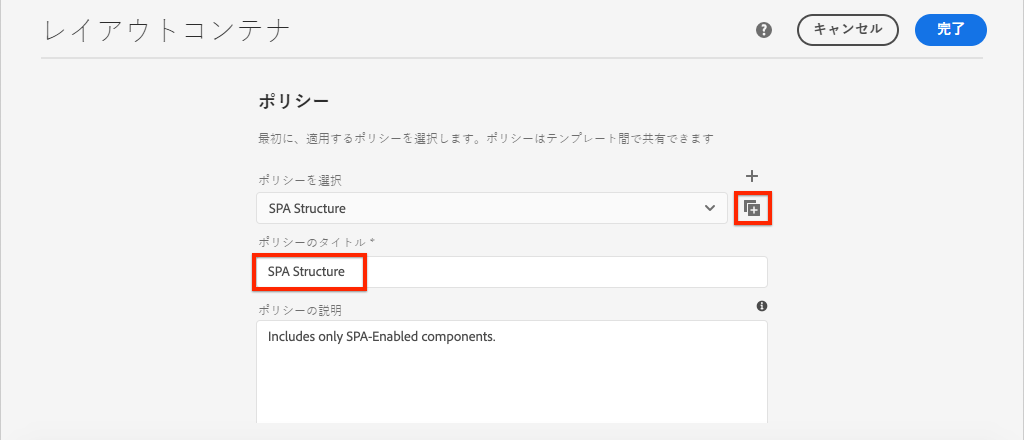 レイアウトコンテナ
キャンセル
完了
ポリシー
最初に、適用するポリシーを選択します。ポリシーはテンプレート間で共有できます
ポリシーを選択
SPA Structure
ポリシーのタイトル *
SPA Structure
ポリシーの説明
Includes only SPA-Enabled components.